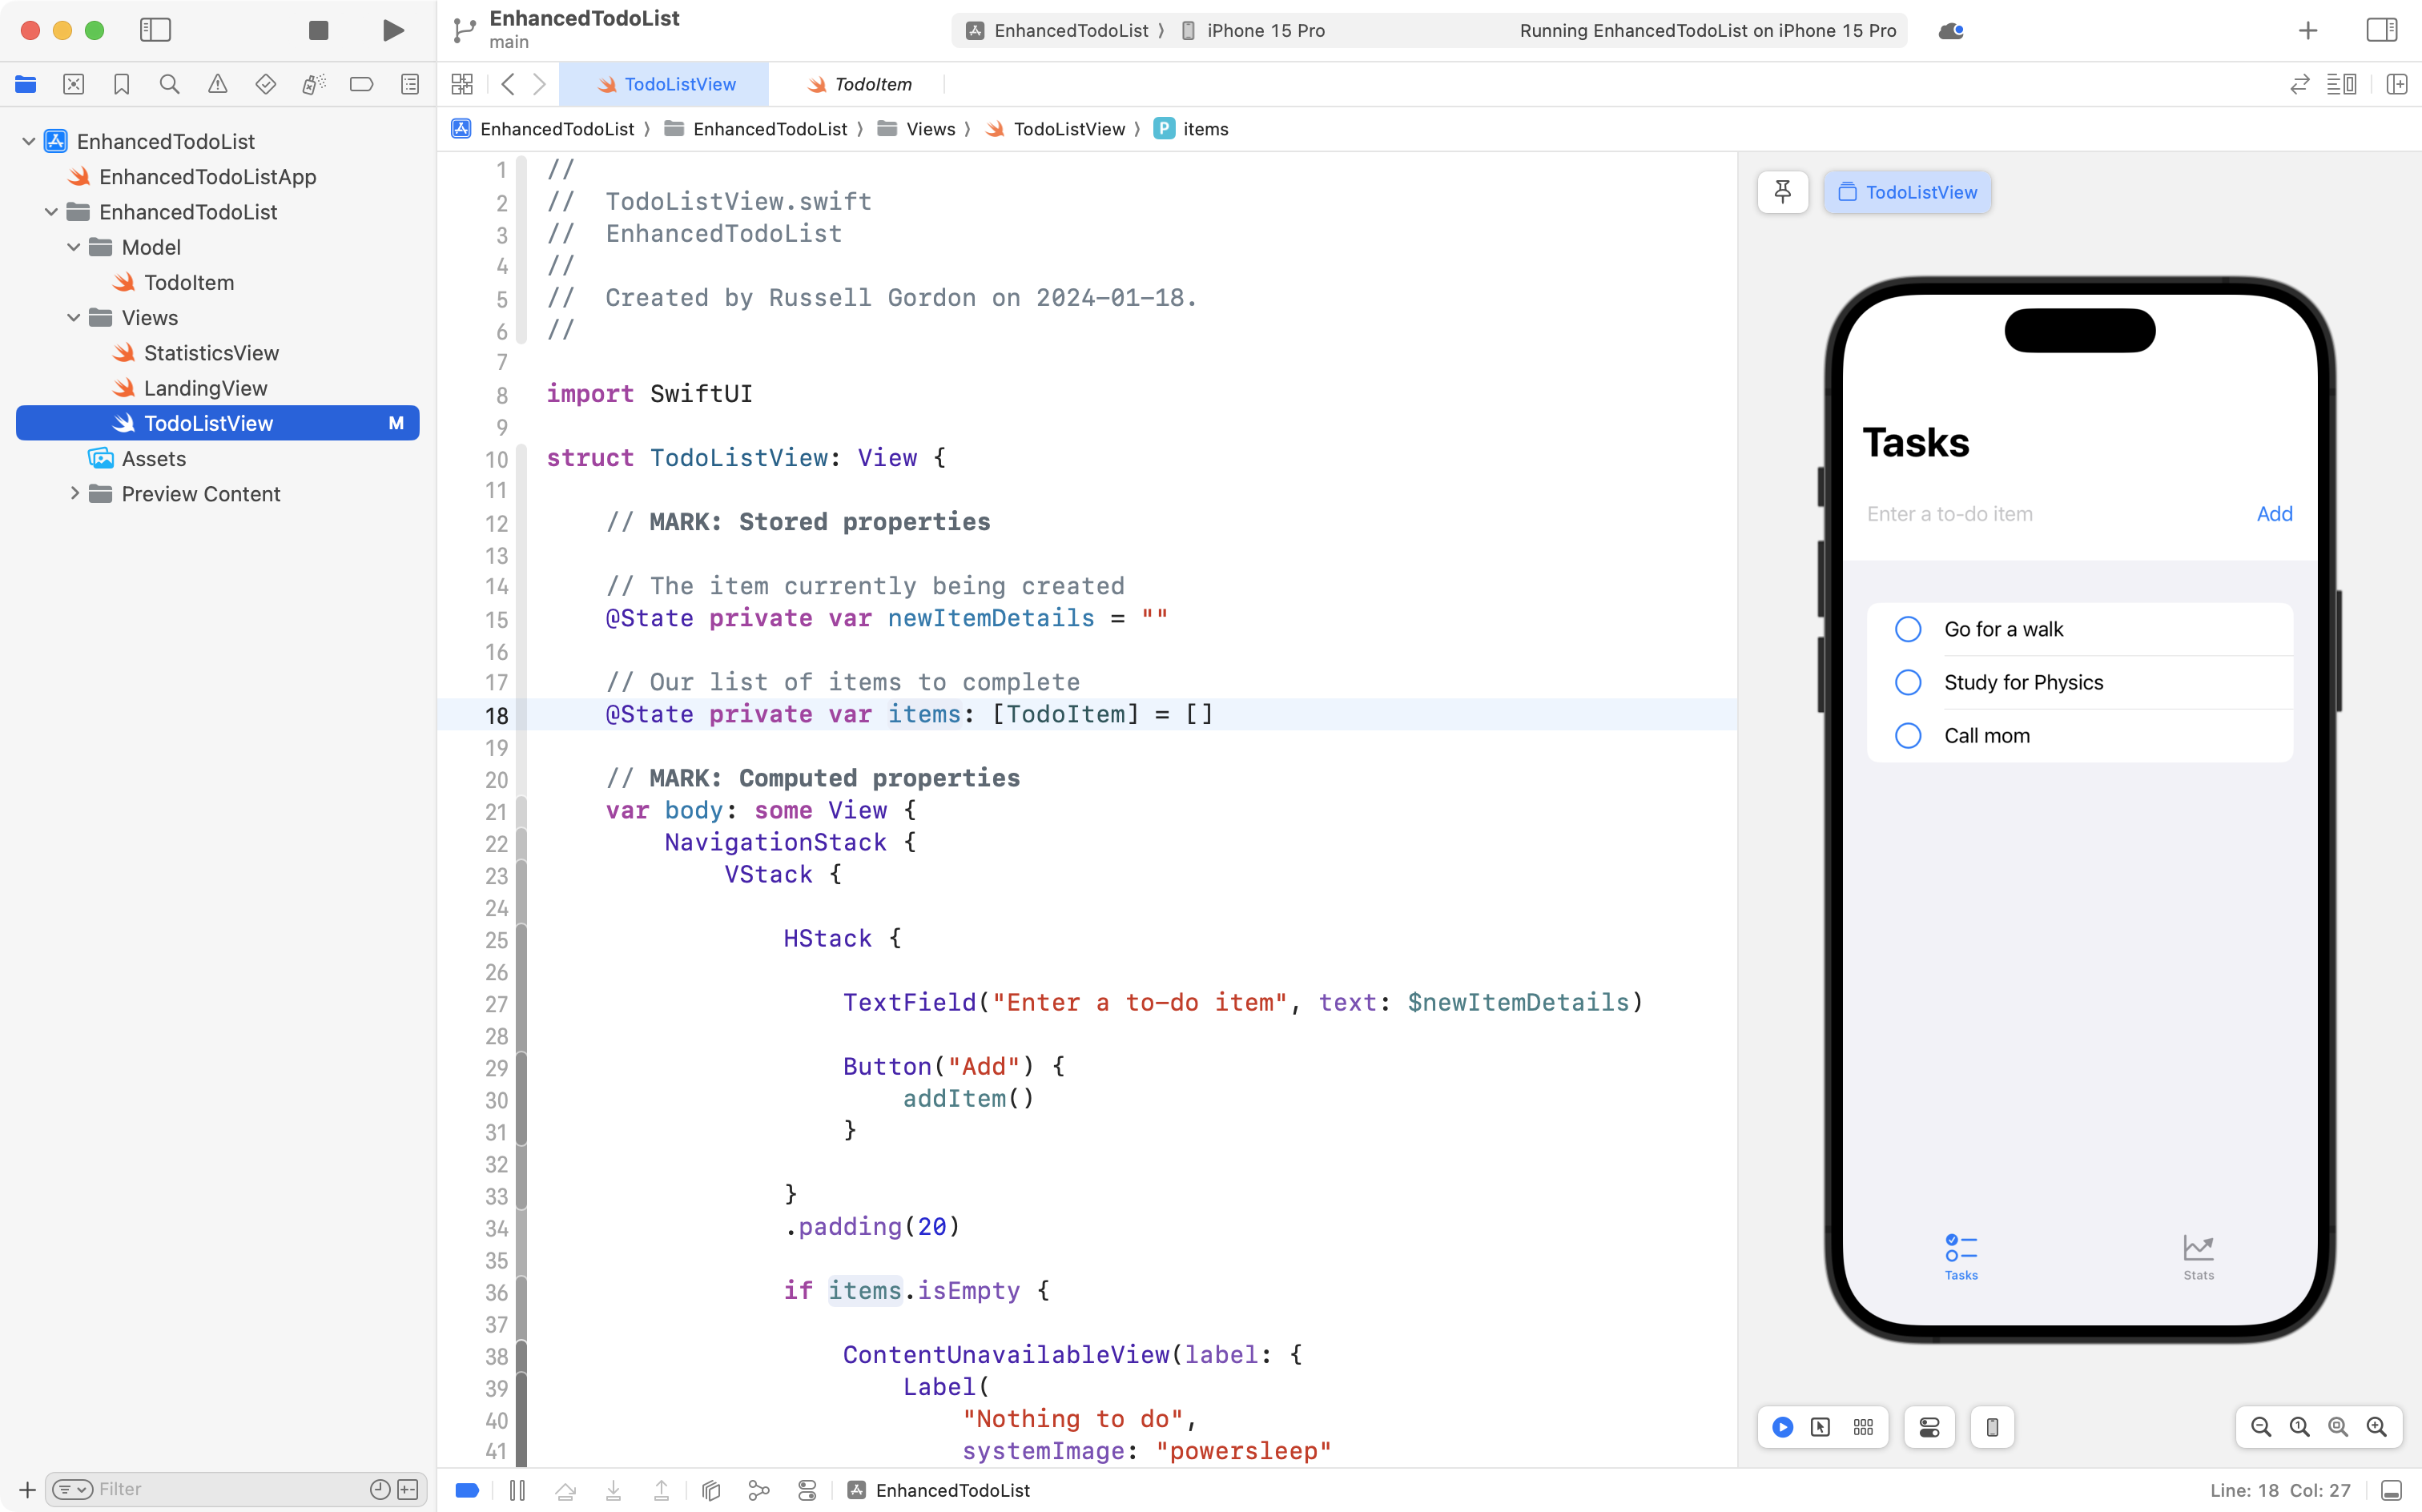 EnhancedTodoList
main
EnhancedTodoList 〉 iPhone 15 Pro
Running EnhancedTodoList on iPhone 15 Pro
TodoListView
TodoItem
EnhancedTodoList 〉 EnhancedTodoList 〉 Views 〉 TodoListView 〉 P items
EnhancedTodoList
EnhancedTodoListApp
EnhancedTodoList
Model
TodoItem
Views
StatisticsView
LandingView
TodoListView M
Assets
Preview Content
Filter
1 //
2 //  TodoListView.swift
3 //  EnhancedTodoList
4 //
5 //  Created by Russell Gordon on 2024-01-18.
6 //
7
8 import SwiftUI
9
10 struct TodoListView: View {
11
12     // MARK: Stored properties
13
14     // The item currently being created
15     @State private var newItemDetails = ""
16
17     // Our list of items to complete
18     @State private var items: [TodoItem] = []
19
20     // MARK: Computed properties
21     var body: some View {
22         NavigationStack {
23             VStack {
24
25                 HStack {
26
27                     TextField("Enter a to-do item", text: $newItemDetails)
28
29                     Button("Add") {
30                         addItem()
31                     }
32
33                 }
34                 .padding(20)
35
36                 if items.isEmpty {
37
38                     ContentUnavailableView(label: {
39                         Label(
40                             "Nothing to do",
41                             systemImage: "powersleep"
TodoListView
Tasks
Enter a to-do item
Add
Go for a walk
Study for Physics
Call mom
Tasks
Stats
EnhancedTodoList
Line: 18 Col: 27